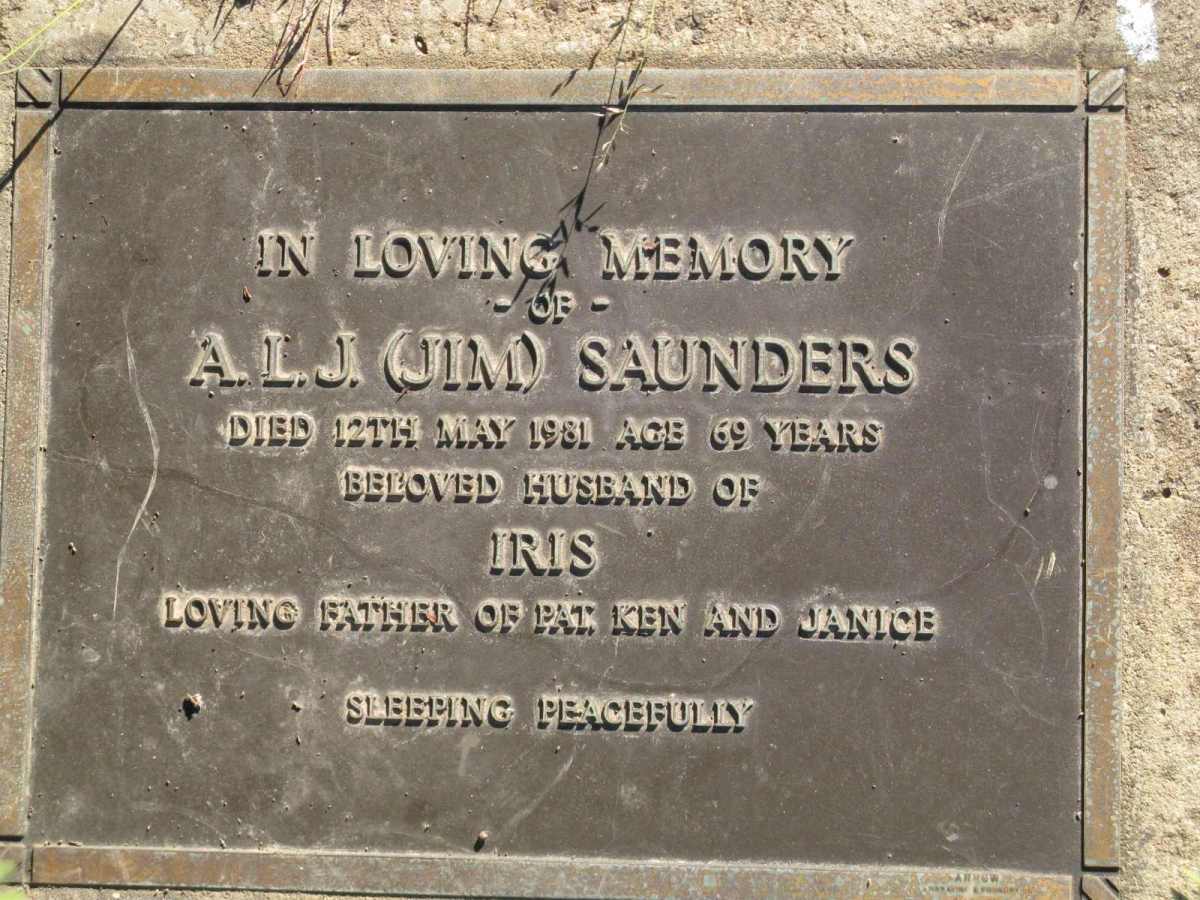 IN LOVING MEMORY
- OF -
A. L. J. (JIM) SAUNDERS
DIED 12TH MAY 1981 AGE 69 YEARS
BELOVED HUSBAND OF
IRIS
LOVING FATHER OF PAT. KEN AND JANICE
SLEEPING PEACEFULLY
ARROW